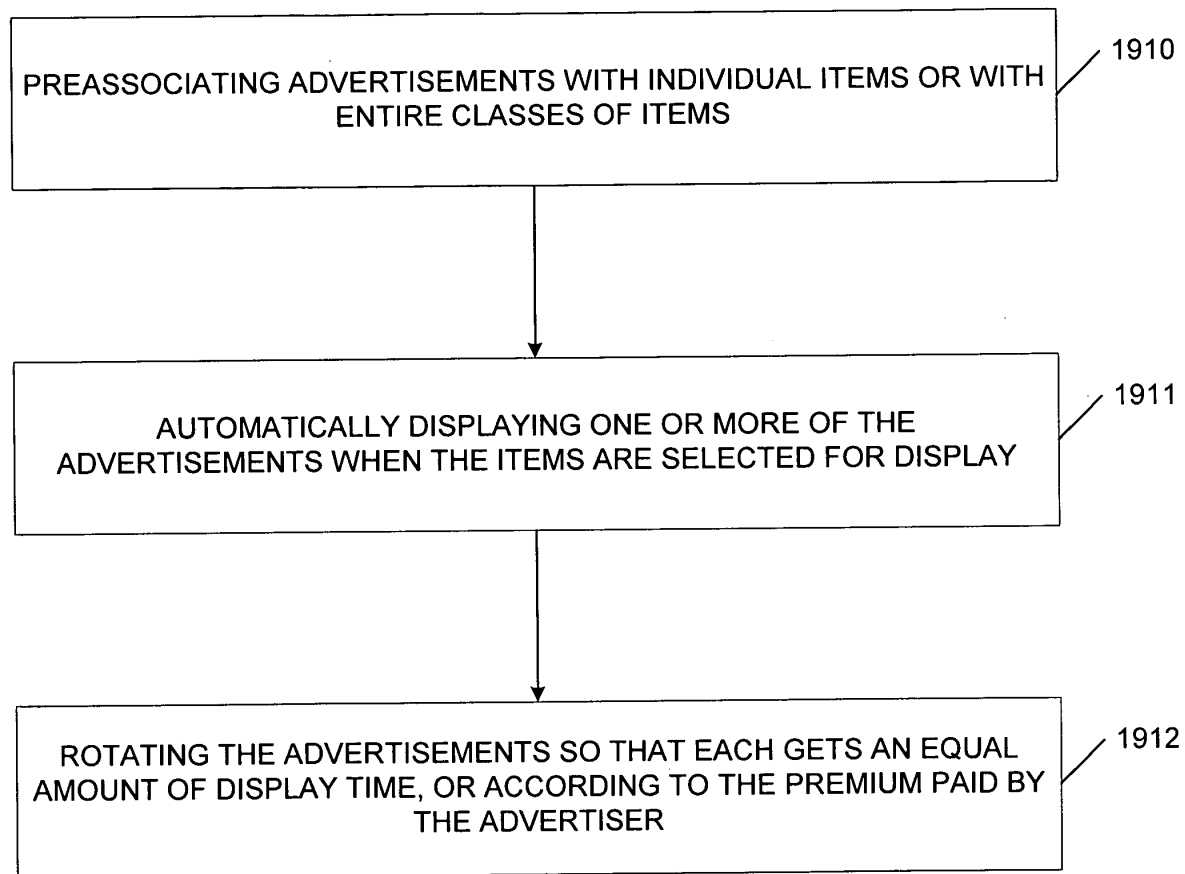 PREASSOCIATING ADVERTISEMENTS WITH INDIVIDUAL ITEMS OR WITH
ENTIRE CLASSES OF ITEMS
1910
AUTOMATICALLY DISPLAYING ONE OR MORE OF THE
ADVERTISEMENTS WHEN THE ITEMS ARE SELECTED FOR DISPLAY
1911
ROTATING THE ADVERTISEMENTS SO THAT EACH GETS AN EQUAL
AMOUNT OF DISPLAY TIME, OR ACCORDING TO THE PREMIUM PAID BY
THE ADVERTISER
1912